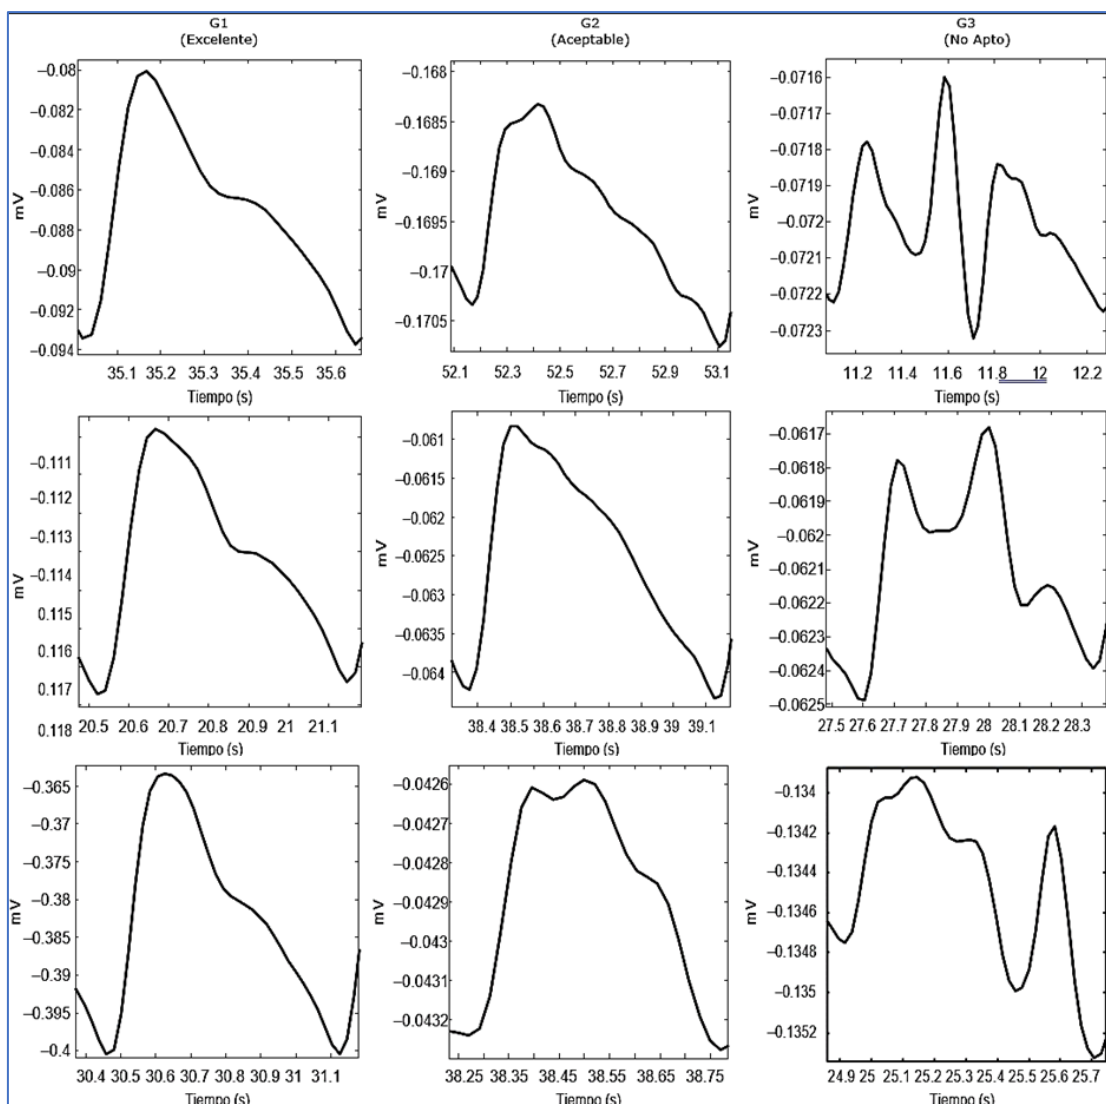 G1
(Excelente)
G2
(Aceptable)
G3
(No Apto)
mV
−0.08
−0.082
−0.084
−0.086
−0.088
−0.09
−0.092
−0.094
35.1 35.2 35.3 35.4 35.5 35.6
Tiempo (s)
mV
−0.168
−0.1685
−0.169
−0.1695
−0.17
−0.1705
52.1 52.3 52.4 52.6 52.7 52.9 53.1
Tiempo (s)
mV
−0.0716
−0.0717
−0.0718
−0.0719
−0.072
−0.0721
−0.0722
−0.0723
11.2 11.4 11.6 11.8 12 12.2
Tiempo (s)
mV
−0.111
−0.112
−0.113
−0.114
0.115
0.116
0.117
0.118
20.5 20.6 20.7 20.8 20.9 21 21.1
Tiempo (s)
mV
−0.061
−0.0615
−0.062
−0.0625
−0.063
−0.0635
−0.064
38.4 38.5 38.6 38.7 38.8 38.9 39 39.1
Tiempo (s)
mV
−0.0617
−0.0618
−0.0619
−0.062
−0.0621
−0.0622
−0.0623
−0.0624
−0.0625
27.5 27.6 27.7 27.8 27.9 28 28.1 28.2 28.3
Tiempo (s)
mV
−0.365
−0.37
−0.375
−0.38
−0.385
−0.39
−0.395
−0.4
30.4 30.5 30.6 30.7 30.8 30.9 31 31.1
Tiempo (s)
mV
−0.0426
−0.0427
−0.0428
−0.0429
−0.043
−0.0431
−0.0432
38.25 38.35 38.45 38.55 38.65 38.75
Tiempo (s)
mV
−0.134
−0.1342
−0.1344
−0.1346
−0.1348
−0.135
−0.1352
24.9 25 25.1 25.2 25.3 25.4 25.5 25.6 25.7
Tiempo (s)